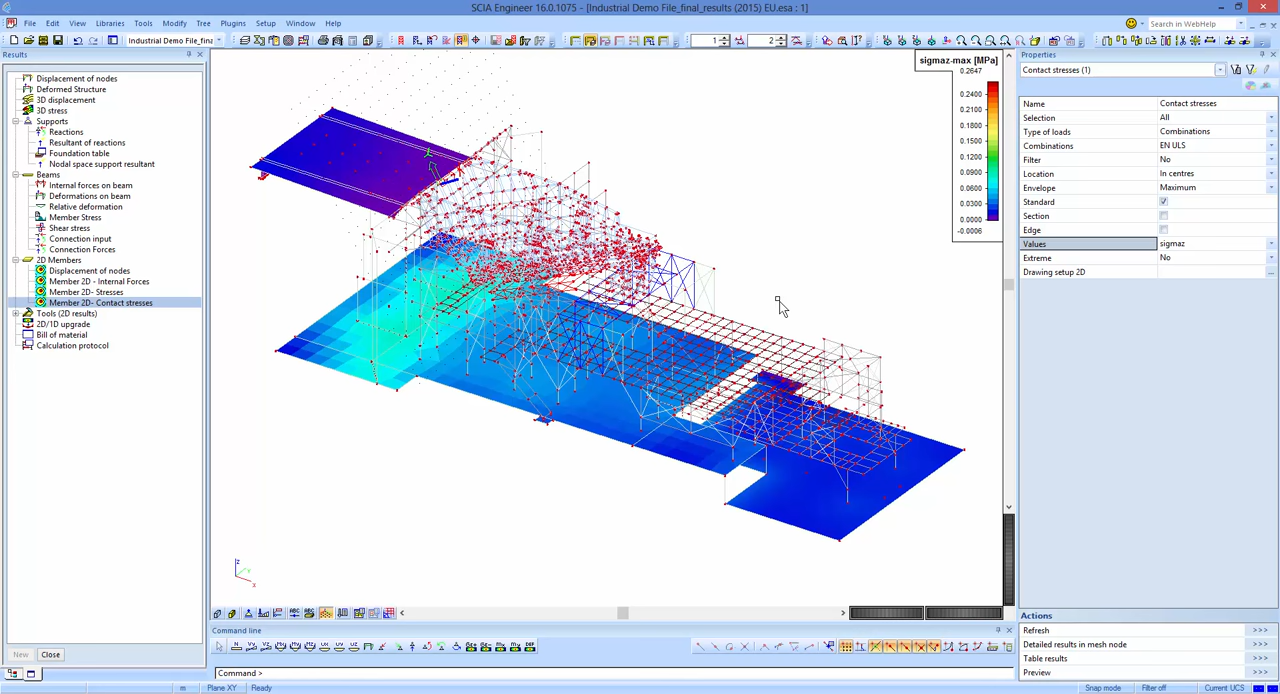 SCIA Engineer 16.0.1075 - [Industrial Demo File_final_results (2015) EU.esa : 1]
File Edit View Libraries Tools Modify Tree Plugins Setup Window Help
Search in WebHelp
Industrial Demo File_fina
1
2
Results
Displacement of nodes
Deformed Structure
3D displacement
3D stress
Supports
Reactions
Resultant of reactions
Foundation table
Nodal space support resultant
Beams
Internal forces on beam
Deformations on beam
Relative deformation
Member Stress
Shear stress
Connection input
Connection Forces
2D Members
Displacement of nodes
Member 2D - Internal Forces
Member 2D- Stresses
Member 2D- Contact stresses
Tools (2D results)
2D/1D upgrade
Bill of material
Calculation protocol
New
Close
sigmaz-max [MPa]
0.2647
0.2400
0.2100
0.1800
0.1500
0.1200
0.0900
0.0600
0.0300
0.0000
-0.0006
z
y
x
Properties
Contact stresses (1)
Name Contact stresses
Selection All
Type of loads Combinations
Combinations EN ULS
Filter No
Location In centres
Envelope Maximum
Standard
Section
Edge
Values sigmaz
Extreme No
Drawing setup 2D ...
Actions
Refresh >>>
Detailed results in mesh node >>>
Table results >>>
Preview >>>
Command line
Command >
m Plane XY Ready
Snap mode Filter off Current UCS